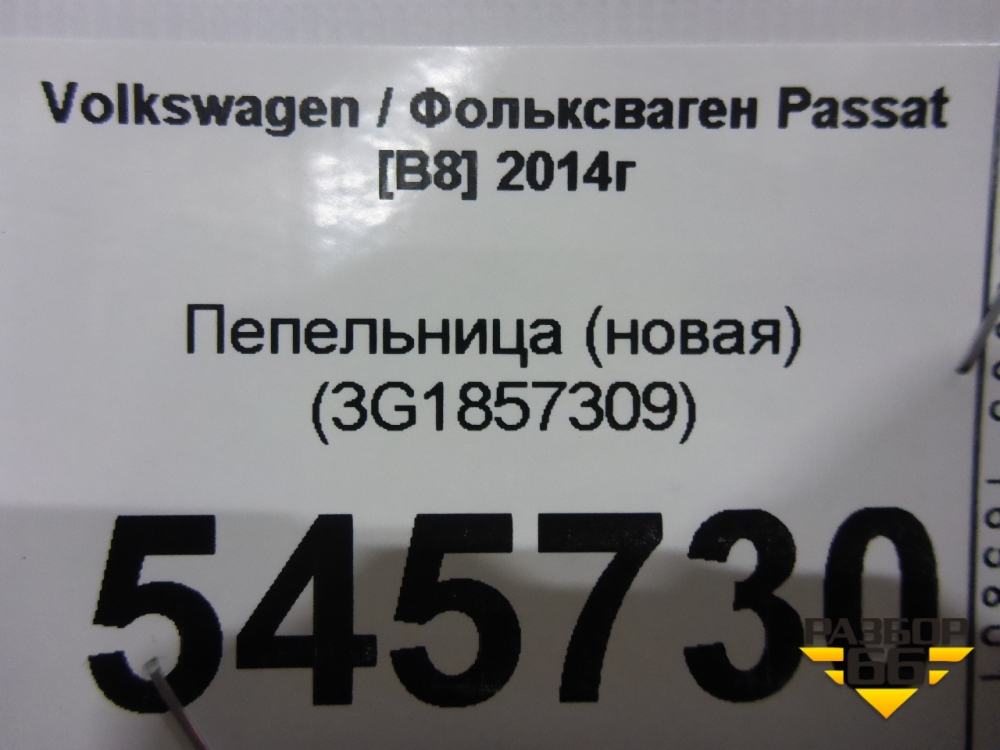 Volkswagen / Фольксваген Passat
[B8] 2014г
Пепельница (новая)
(3G1857309)
545730
РАЗБОР
66